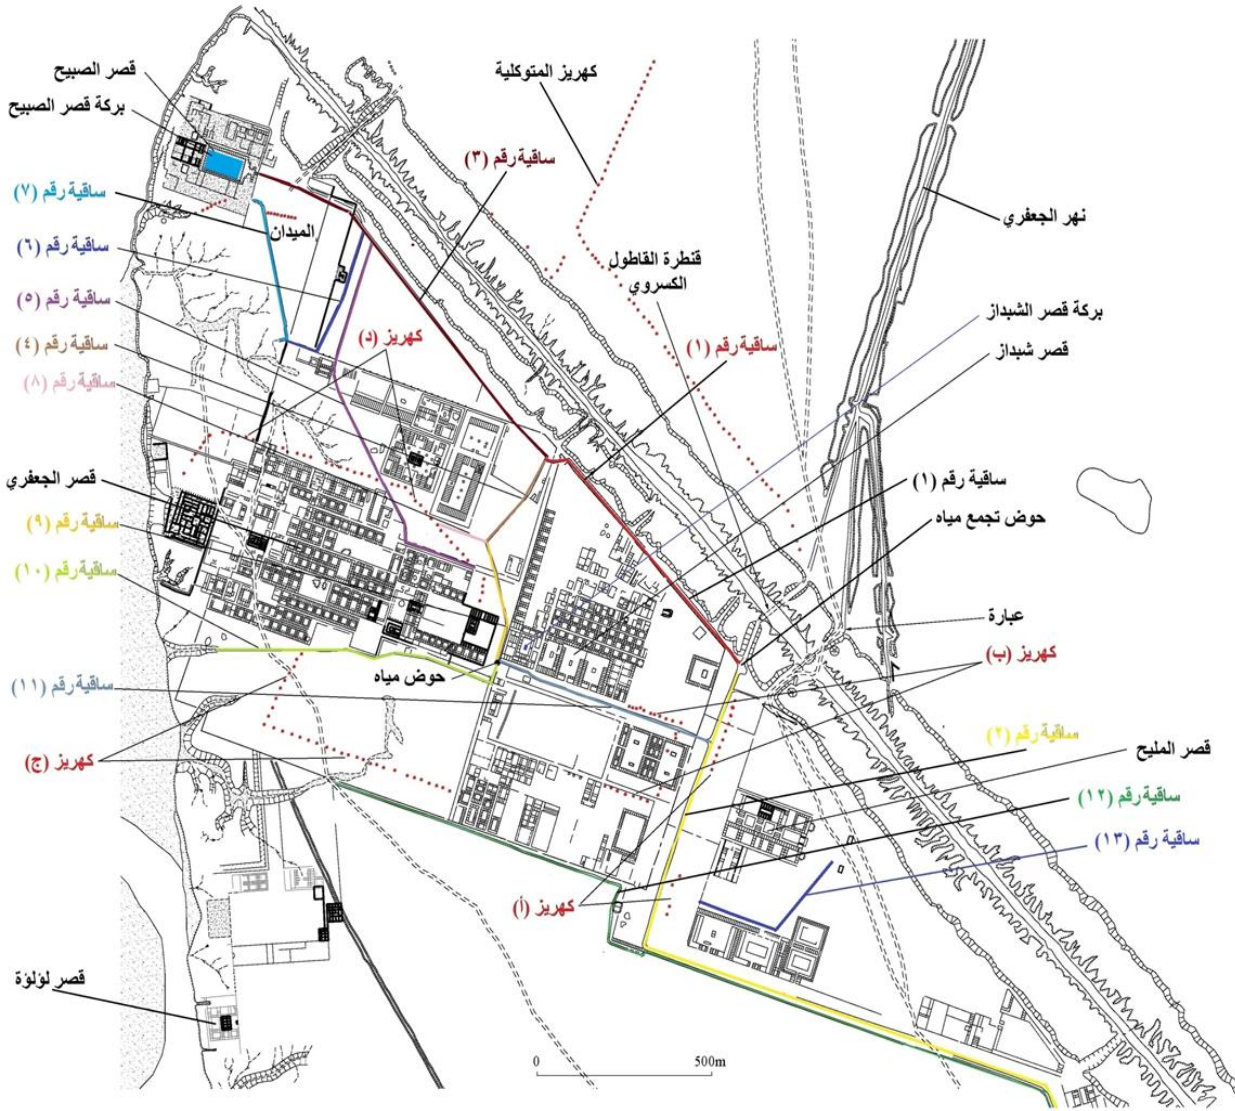 قصر الصبيح
بركة قصر الصبيح
كهريز المتوكلية
ساقية رقم (٣)
ساقية رقم (٧)
الميدان
نهر الجعفري
ساقية رقم (٦)
قنطرة القاطول
الكسروي
ساقية رقم (٥)
بركة قصر الشبداز
ساقية رقم (٤)
كهريز (د)
ساقية رقم (١)
قصر شبداز
ساقية رقم (٨)
قصر الجعفري
ساقية رقم (١)
حوض تجمع مياه
ساقية رقم (٩)
ساقية رقم (١٠)
عبارة
كهريز (ب)
حوض مياه
ساقية رقم (١١)
ساقية رقم (٢)
قصر المليح
كهريز (ج)
ساقية رقم (١٢)
ساقية رقم (١٣)
كهريز (أ)
قصر لؤلؤة
0 500m